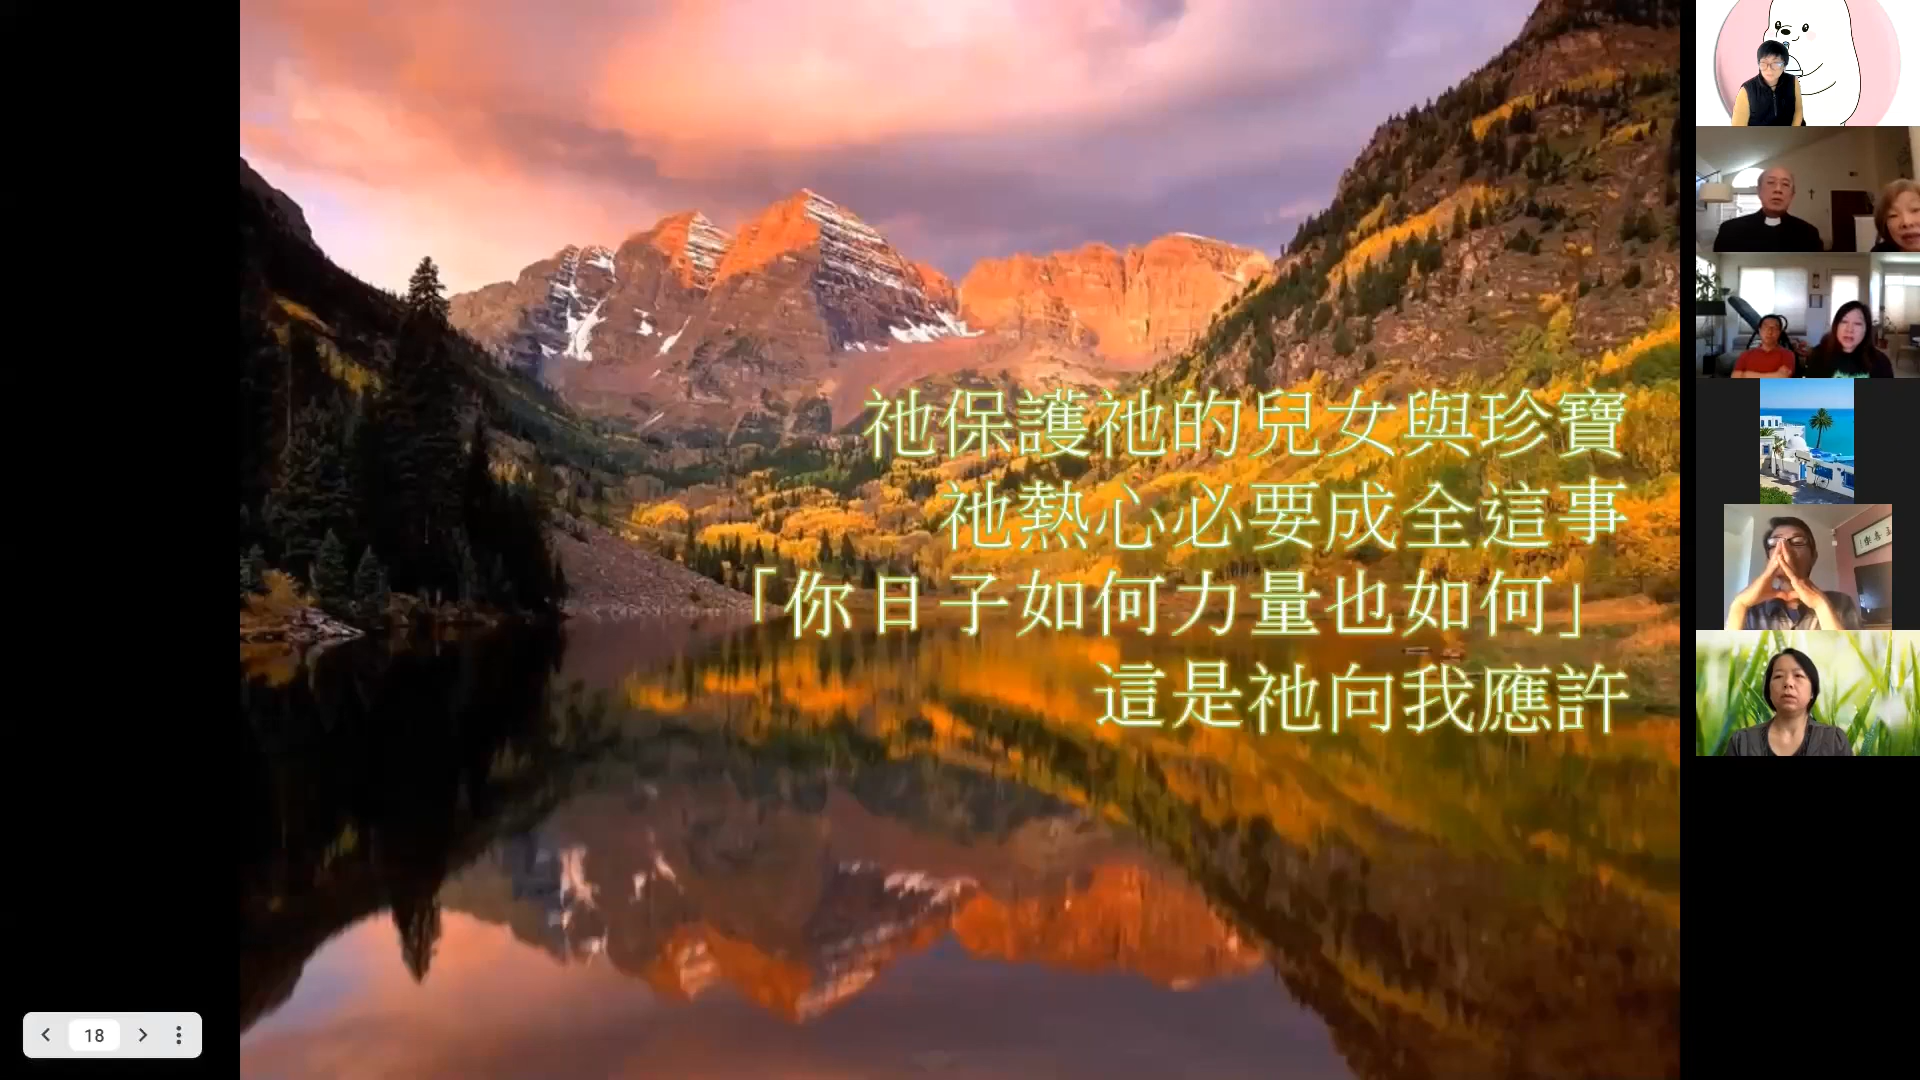 祂保護祂的兒女與珍寶
祂熱心必要成全這事
「你日子如何力量也如何」
這是祂向我應許
18